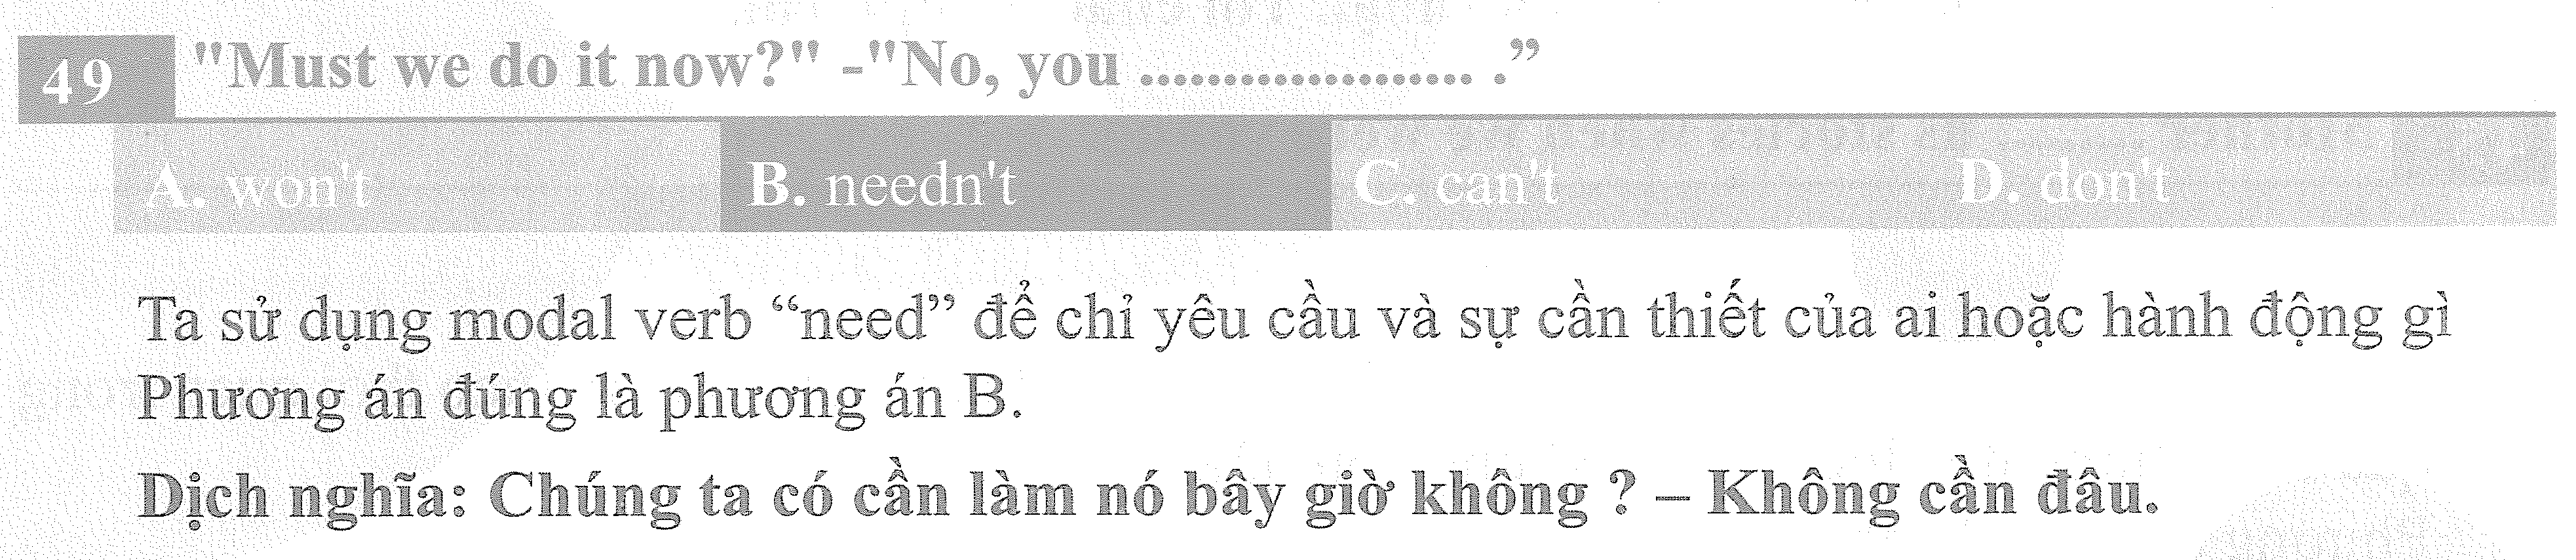 49 "Must we do it now?" -"No, you .................... .”
A. won't B. needn't C. can't D. don't
Ta sử dụng modal verb “need” để chỉ yêu cầu và sự cần thiết của ai hoặc hành động gì
Phương án đúng là phương án B.
Dịch nghĩa: Chúng ta có cần làm nó bây giờ không ? – Không cần đâu.